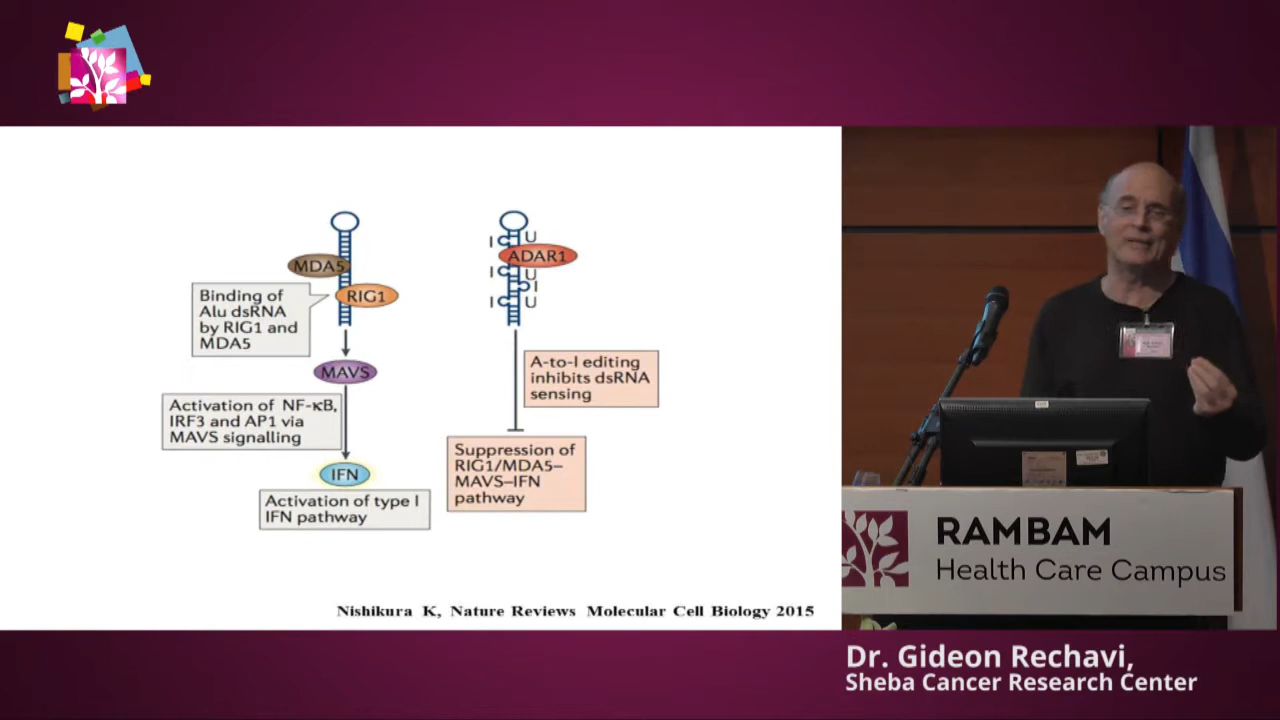 MDA5
RIG1
Binding of
Alu dsRNA
by RIG1 and
MDA5
MAVS
Activation of NF-κB,
IRF3 and AP1 via
MAVS signalling
IFN
Activation of type I
IFN pathway
I U
ADAR1
I U
I
I U
A-to-I editing
inhibits dsRNA
sensing
Suppression of
RIG1/MDA5–
MAVS–IFN
pathway
Nishikura K, Nature Reviews Molecular Cell Biology 2015
RAMBAM
Health Care Campus
Dr. Gideon Rechavi,
Sheba Cancer Research Center